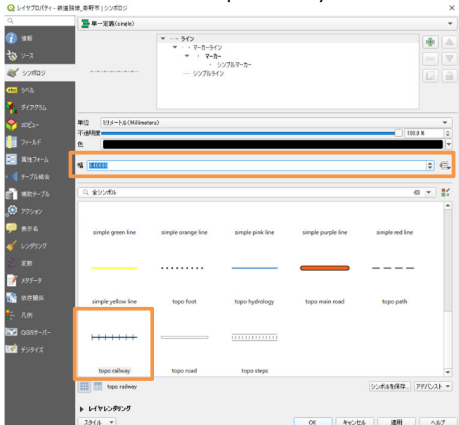 レイヤプロパティ - 鉄道路線_秦野市 | シンボロジ
単一定義(single)
情報
ソース
シンボロジ
ラベル
ダイアグラム
3Dビュー
フィールド
属性フォーム
テーブル結合
補助テーブル
アクション
表示名
レンダリング
変数
メタデータ
依存関係
凡例
QGISサーバー
デジタイズ
ライン
マーカーライン
マーカー
シンプルマーカー
シンプルライン
単位 ミリメートル(Millimeters)
不透明度 100.0 %
色
幅
全シンボル
simple green line simple orange line simple pink line simple purple line simple red line
simple yellow line topo foot topo hydrology topo main road topo path
topo railway topo road topo steps
topo railway
シンボルを保存... アドバンスト
レイヤレンダリング
スタイル OK キャンセル 適用 ヘルプ